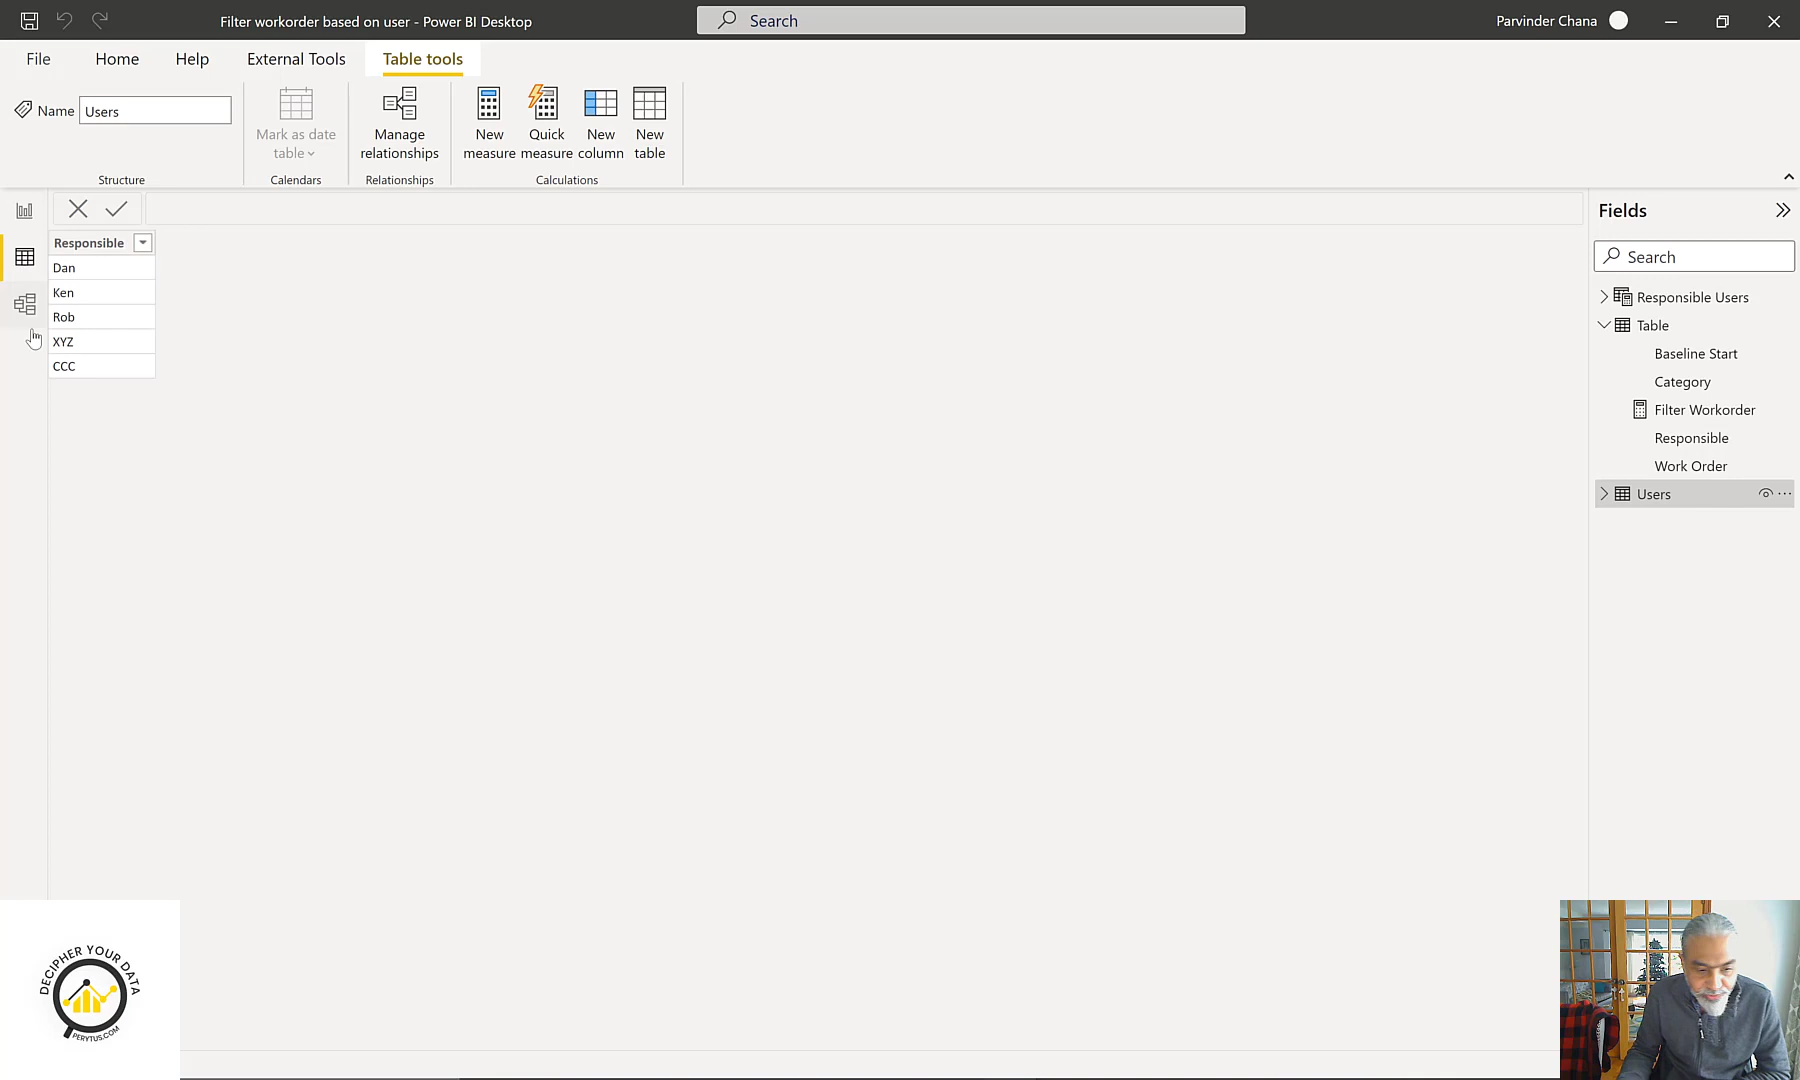 Filter workorder based on user - Power BI Desktop
Search
Parvinder Chana
File
Home
Help
External Tools
Table tools
Name
Users
Structure
Mark as date
table
Calendars
Manage
relationships
Relationships
New
measure
Quick
measure
New
column
New
table
Calculations
Responsible
Dan
Ken
Rob
XYZ
CCC
Fields
Search
Responsible Users
Table
Baseline Start
Category
Filter Workorder
Responsible
Work Order
Users
DECIPHER YOUR DATA
PERYTUS.COM